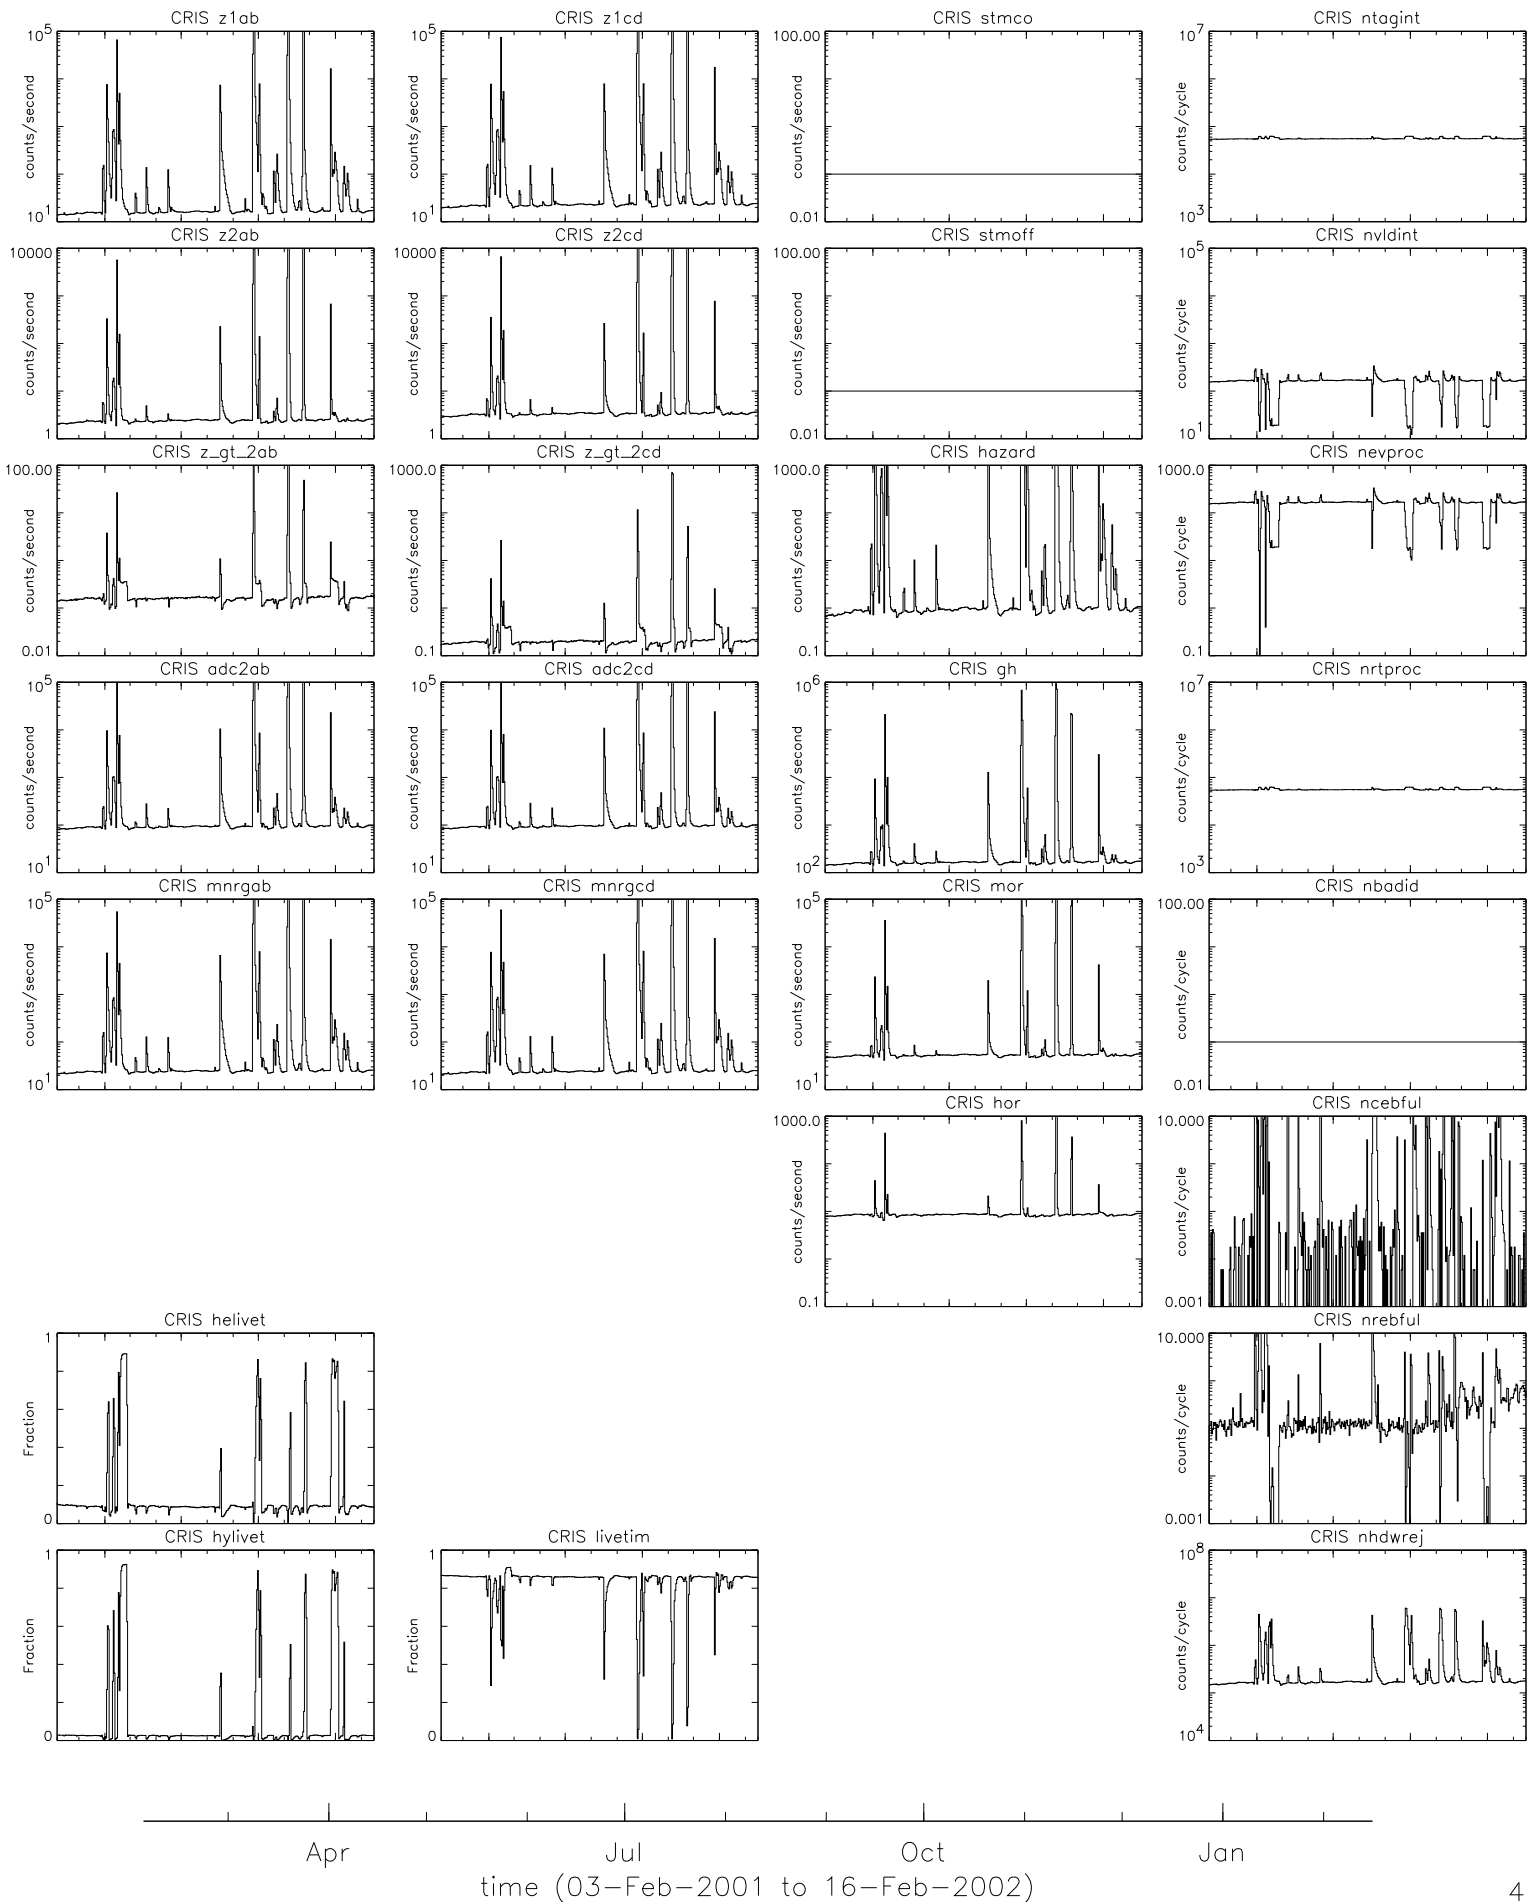 CRIS z1ab
10^5
counts/second
10^1
CRIS z1cd
10^5
counts/second
10^1
CRIS stmco
100.00
counts/second
0.01
CRIS ntagint
10^7
counts/cycle
10^3
CRIS z2ab
10000
counts/second
1
CRIS z2cd
10000
counts/second
1
CRIS stmoff
100.00
counts/second
0.01
CRIS nvldint
10^5
counts/cycle
10^1
CRIS z_gt_2ab
100.00
counts/second
0.01
CRIS z_gt_2cd
1000.0
counts/second
0.1
CRIS hazard
1000.0
counts/second
0.1
CRIS nevproc
1000.0
counts/cycle
0.1
CRIS adc2ab
10^5
counts/second
10^1
CRIS adc2cd
10^5
counts/second
10^1
CRIS gh
10^6
counts/second
10^2
CRIS nrtproc
10^7
counts/cycle
10^3
CRIS mnrgab
10^5
counts/second
10^1
CRIS mnrgcd
10^5
counts/second
10^1
CRIS mor
10^5
counts/second
10^1
CRIS nbadid
100.00
counts/cycle
0.01
CRIS hor
1000.0
counts/second
0.1
CRIS ncebful
10.000
counts/cycle
0.001
CRIS helivet
1
Fraction
0
CRIS nrebful
10.000
counts/cycle
0.001
CRIS hylivet
1
Fraction
0
CRIS livetim
1
Fraction
0
CRIS nhdwrej
10^8
counts/cycle
10^4
Apr Jul Oct Jan
time (03-Feb-2001 to 16-Feb-2002)
4